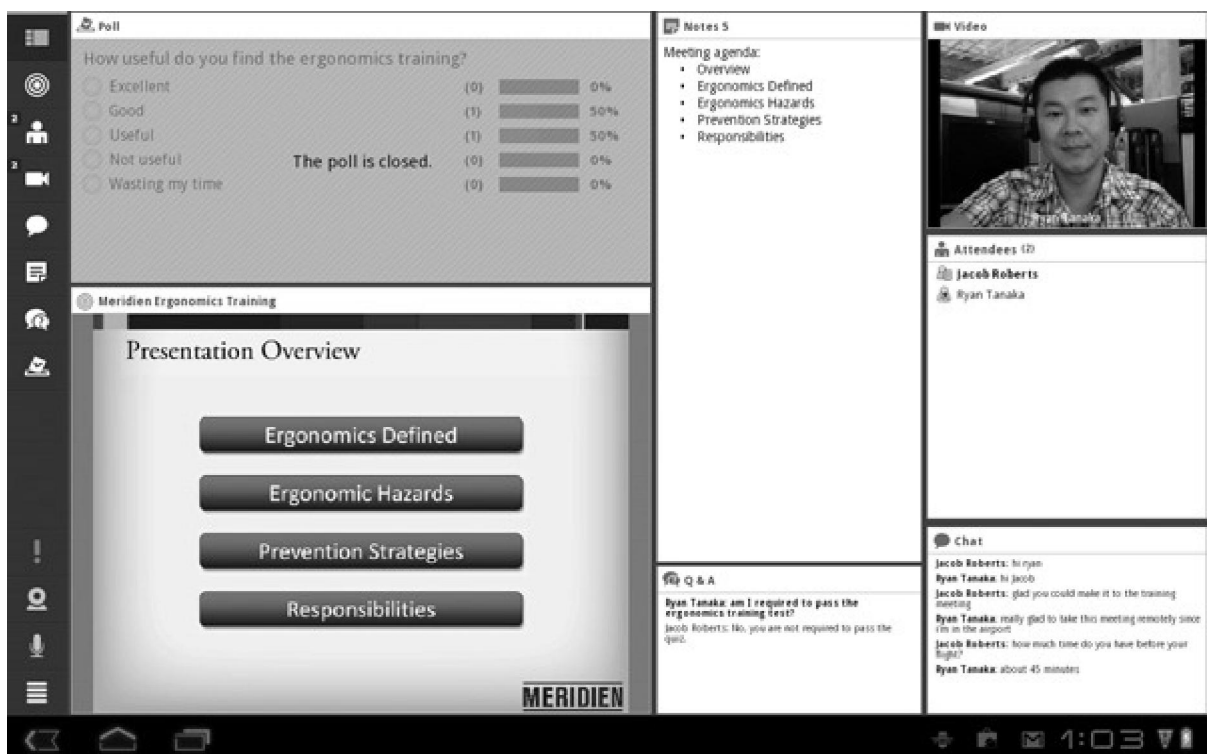 Poll
How useful do you find the ergonomics training?
Excellent (0) 0%
Good (1) 50%
Useful (1) 50%
Not useful (0) 0%
Wasting my time (0) 0%
The poll is closed.
Meridien Ergonomics Training
Presentation Overview
Ergonomics Defined
Ergonomic Hazards
Prevention Strategies
Responsibilities
MERIDIEN
Notes 5
Meeting agenda:
• Overview
• Ergonomics Defined
• Ergonomics Hazards
• Prevention Strategies
• Responsibilities
Q & A
Ryan Tanaka: am I required to pass the
ergonomics training test?
Jacob Roberts: No, you are not required to pass the
quiz.
Video
Ryan Tanaka
Attendees (2)
Jacob Roberts
Ryan Tanaka
Chat
Jacob Roberts: hi ryan
Ryan Tanaka: hi Jacob
Jacob Roberts: glad you could make it to the training
meeting
Ryan Tanaka: really glad to take this meeting remotely since
i'm in the airport
Jacob Roberts: how much time do you have before your
flight?
Ryan Tanaka: about 45 minutes
2
2
1:03